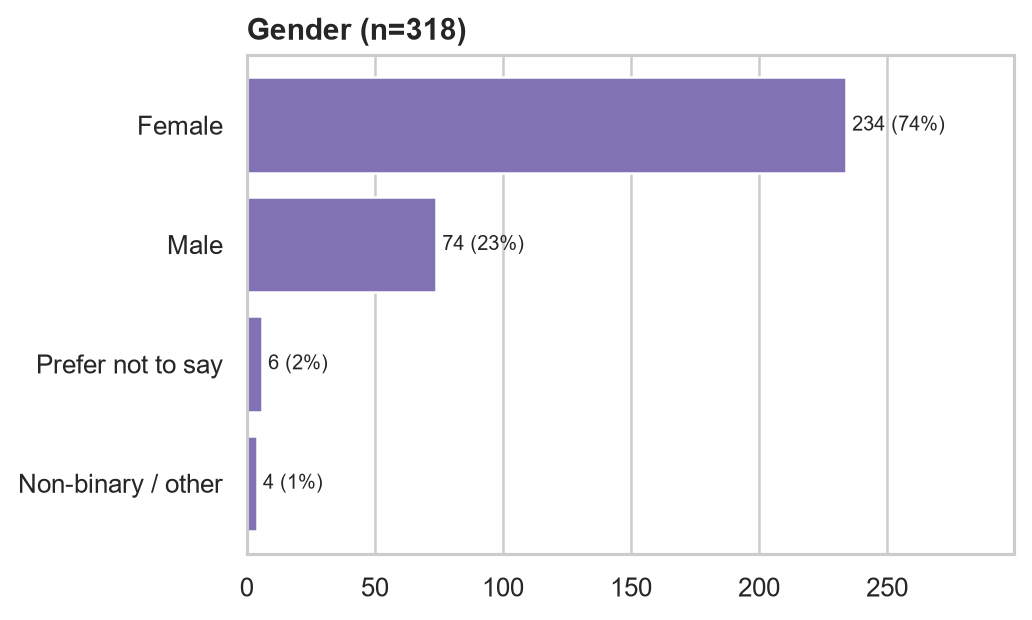 Gender (n=318)
Female
234 (74%)
Male
74 (23%)
Prefer not to say
6 (2%)
Non-binary / other
4 (1%)
0 50 100 150 200 250